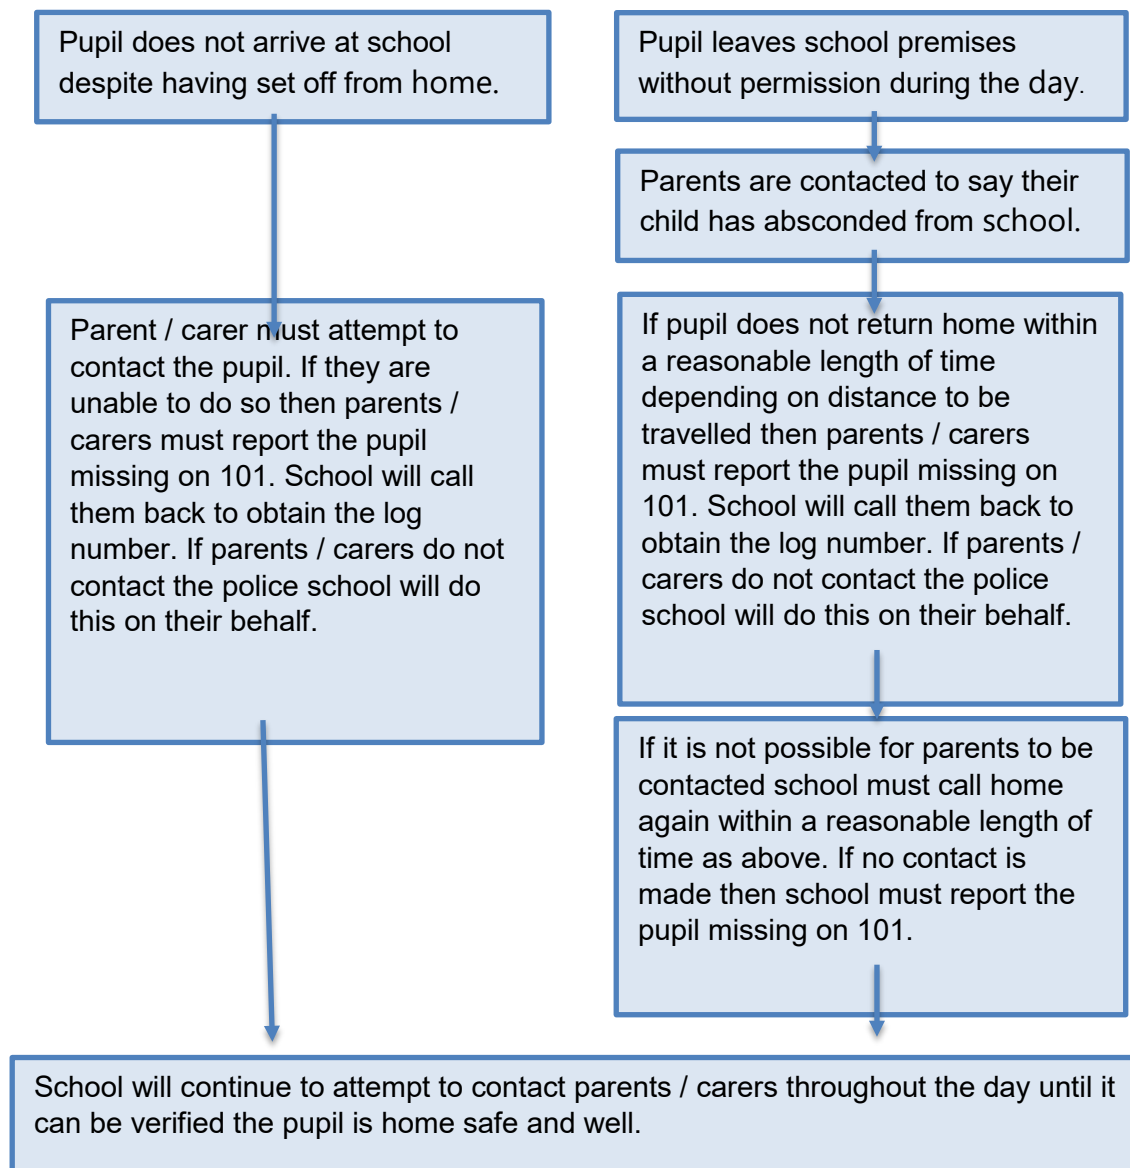 Pupil does not arrive at school
despite having set off from home.
Parent / carer must attempt to
contact the pupil. If they are
unable to do so then parents /
carers must report the pupil
missing on 101. School will call
them back to obtain the log
number. If parents / carers do not
contact the police school will do
this on their behalf.
Pupil leaves school premises
without permission during the day.
Parents are contacted to say their
child has absconded from school.
If pupil does not return home within
a reasonable length of time
depending on distance to be
travelled then parents / carers
must report the pupil missing on
101. School will call them back to
obtain the log number. If parents /
carers do not contact the police
school will do this on their behalf.
If it is not possible for parents to be
contacted school must call home
again within a reasonable length of
time as above. If no contact is
made then school must report the
pupil missing on 101.
School will continue to attempt to contact parents / carers throughout the day until it
can be verified the pupil is home safe and well.